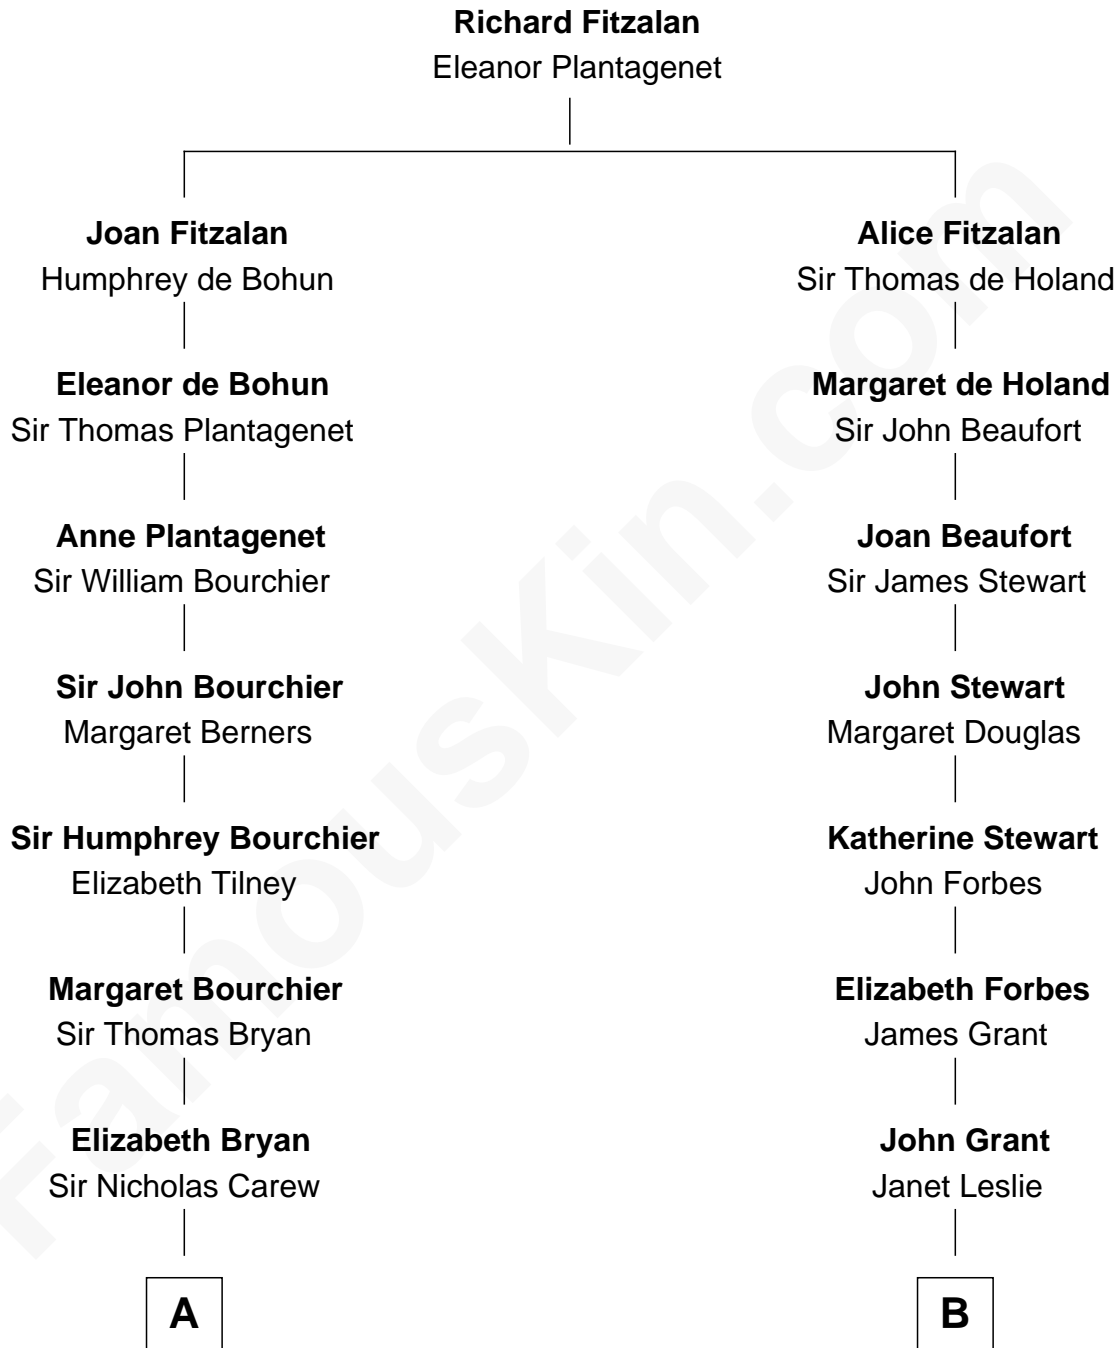 Richard Fitzalan
Eleanor Plantagenet
Joan Fitzalan
Humphrey de Bohun
Alice Fitzalan
Sir Thomas de Holand
Eleanor de Bohun
Sir Thomas Plantagenet
Margaret de Holand
Sir John Beaufort
Anne Plantagenet
Sir William Bourchier
Joan Beaufort
Sir James Stewart
Sir John Bourchier
Margaret Berners
John Stewart
Margaret Douglas
Sir Humphrey Bourchier
Elizabeth Tilney
Katherine Stewart
John Forbes
Margaret Bourchier
Sir Thomas Bryan
Elizabeth Forbes
James Grant
Elizabeth Bryan
Sir Nicholas Carew
John Grant
Janet Leslie
A
B
FamousKin.com